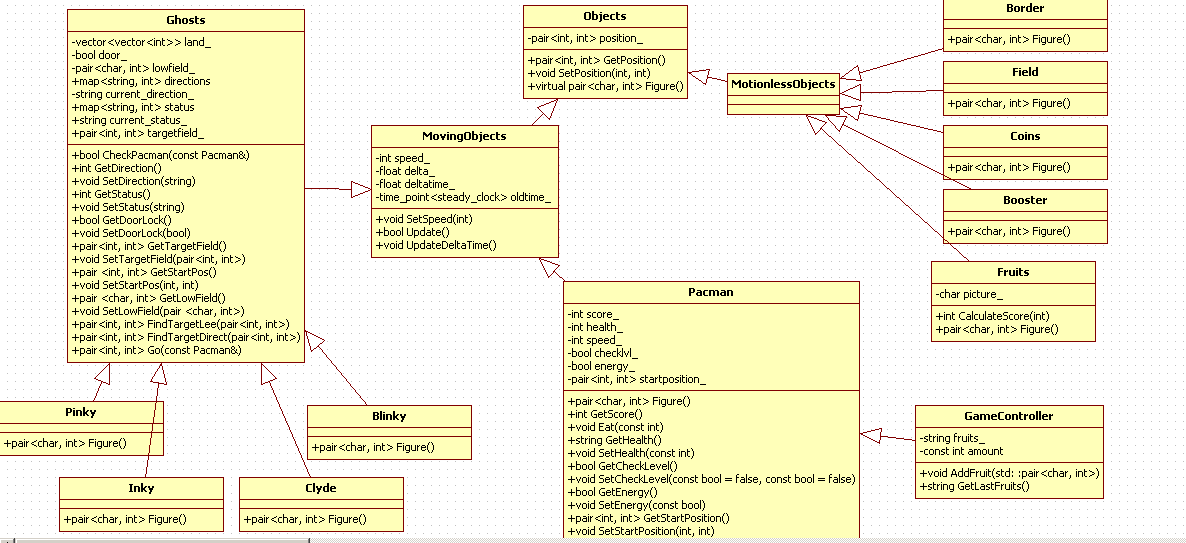 Ghosts
-vector<vector<int>> land_
-bool door_
-pair<char, int> lowfield_
+map<string, int> directions
-string current_direction_
+map<string, int> status
+string current_status_
+pair<int, int> targetfield_
+bool CheckPacman(const Pacman&)
+int GetDirection()
+void SetDirection(string)
+int GetStatus()
+void SetStatus(string)
+bool GetDoorLock()
+void SetDoorLock(bool)
+pair<int, int> GetTargetField()
+void SetTargetField(pair<int, int>)
+pair <int, int> GetStartPos()
+void SetStartPos(int, int)
+pair <char, int> GetLowField()
+void SetLowField(pair <char, int>)
+pair<int, int> FindTargetLee(pair<int, int>)
+pair<int, int> FindTargetDirect(pair<int, int>)
+pair<int, int> Go(const Pacman&)
Objects
-pair<int, int> position_
+pair<int, int> GetPosition()
+void SetPosition(int, int)
+virtual pair<char, int> Figure()
MovingObjects
-int speed_
-float delta_
-float deltatime_
-time_point<steady_clock> oldtime_
+void SetSpeed(int)
+bool Update()
+void UpdateDeltaTime()
MotionlessObjects
Border
+pair<char, int> Figure()
Field
+pair<char, int> Figure()
Coins
+pair<char, int> Figure()
Booster
+pair<char, int> Figure()
Fruits
-char picture_
+int CalculateScore(int)
+pair<char, int> Figure()
Pacman
-int score_
-int health_
-int speed_
-bool checklvl_
-bool energy_
-pair<int, int> startposition_
+pair<char, int> Figure()
+int GetScore()
+void Eat(const int)
+string GetHealth()
+void SetHealth(const int)
+bool GetCheckLevel()
+void SetCheckLevel(const bool = false, const bool = false)
+bool GetEnergy()
+void SetEnergy(const bool)
+pair<int, int> GetStartPosition()
+void SetStartPosition(int, int)
GameController
-string fruits_
-const int amount
+void AddFruit(std: :pair<char, int>)
+string GetLastFruits()
Pinky
+pair<char, int> Figure()
Blinky
+pair<char, int> Figure()
Inky
+pair<char, int> Figure()
Clyde
+pair<char, int> Figure()